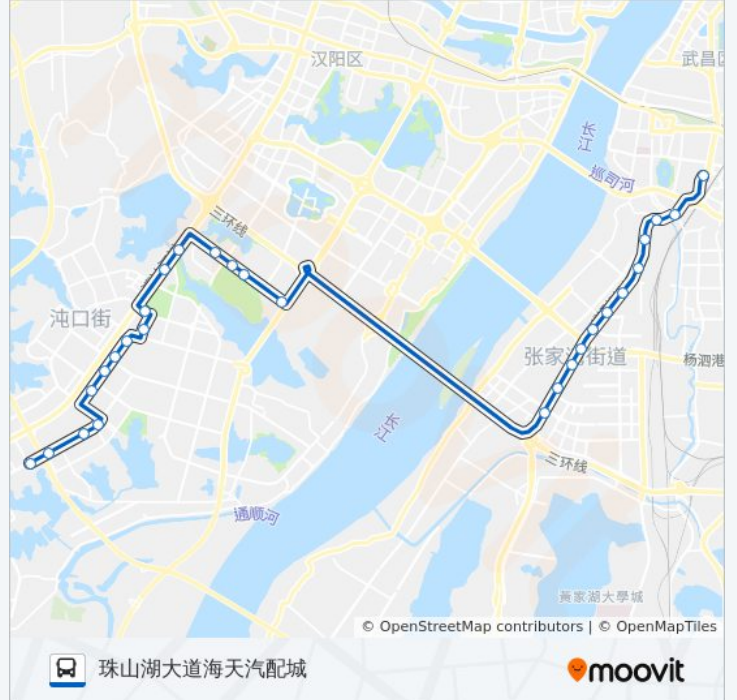 汉阳区
武昌区
长江
巡司河
三环线
沌口街
张家湾街道
杨泗港
长江
三环线
通顺河
黃家湖大學城
© OpenStreetMap contributors | © OpenMapTiles
珠山湖大道海天汽配城
moovit